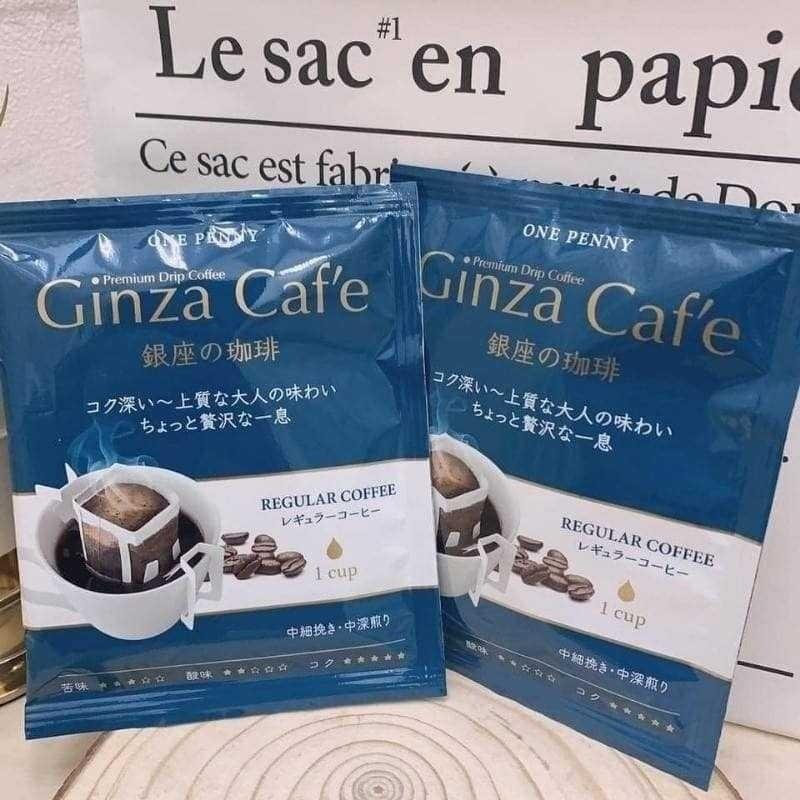 Le sac #1 en
Ce sac est
ONE PENNY
Premium Drip Coffee
Ginza Caf'e
銀座の珈琲
コク深い～上質な大人の味わい
ちょっと贅沢な一息
REGULAR COFFEE
レギュラーコーヒー
1 cup
中細挽き・中深煎り
苦味 ★★★☆☆ 酸味 ★★☆☆☆ コク ★★★★★
ONE PENNY
Premium Drip Coffee
Ginza Caf'e
銀座の珈琲
コク深い～上質な大人の味わい
ちょっと贅沢な一息
REGULAR COFFEE
レギュラーコーヒー
1 cup
中細挽き・中深煎り
酸味 ★★☆☆☆ コク ★★★★★